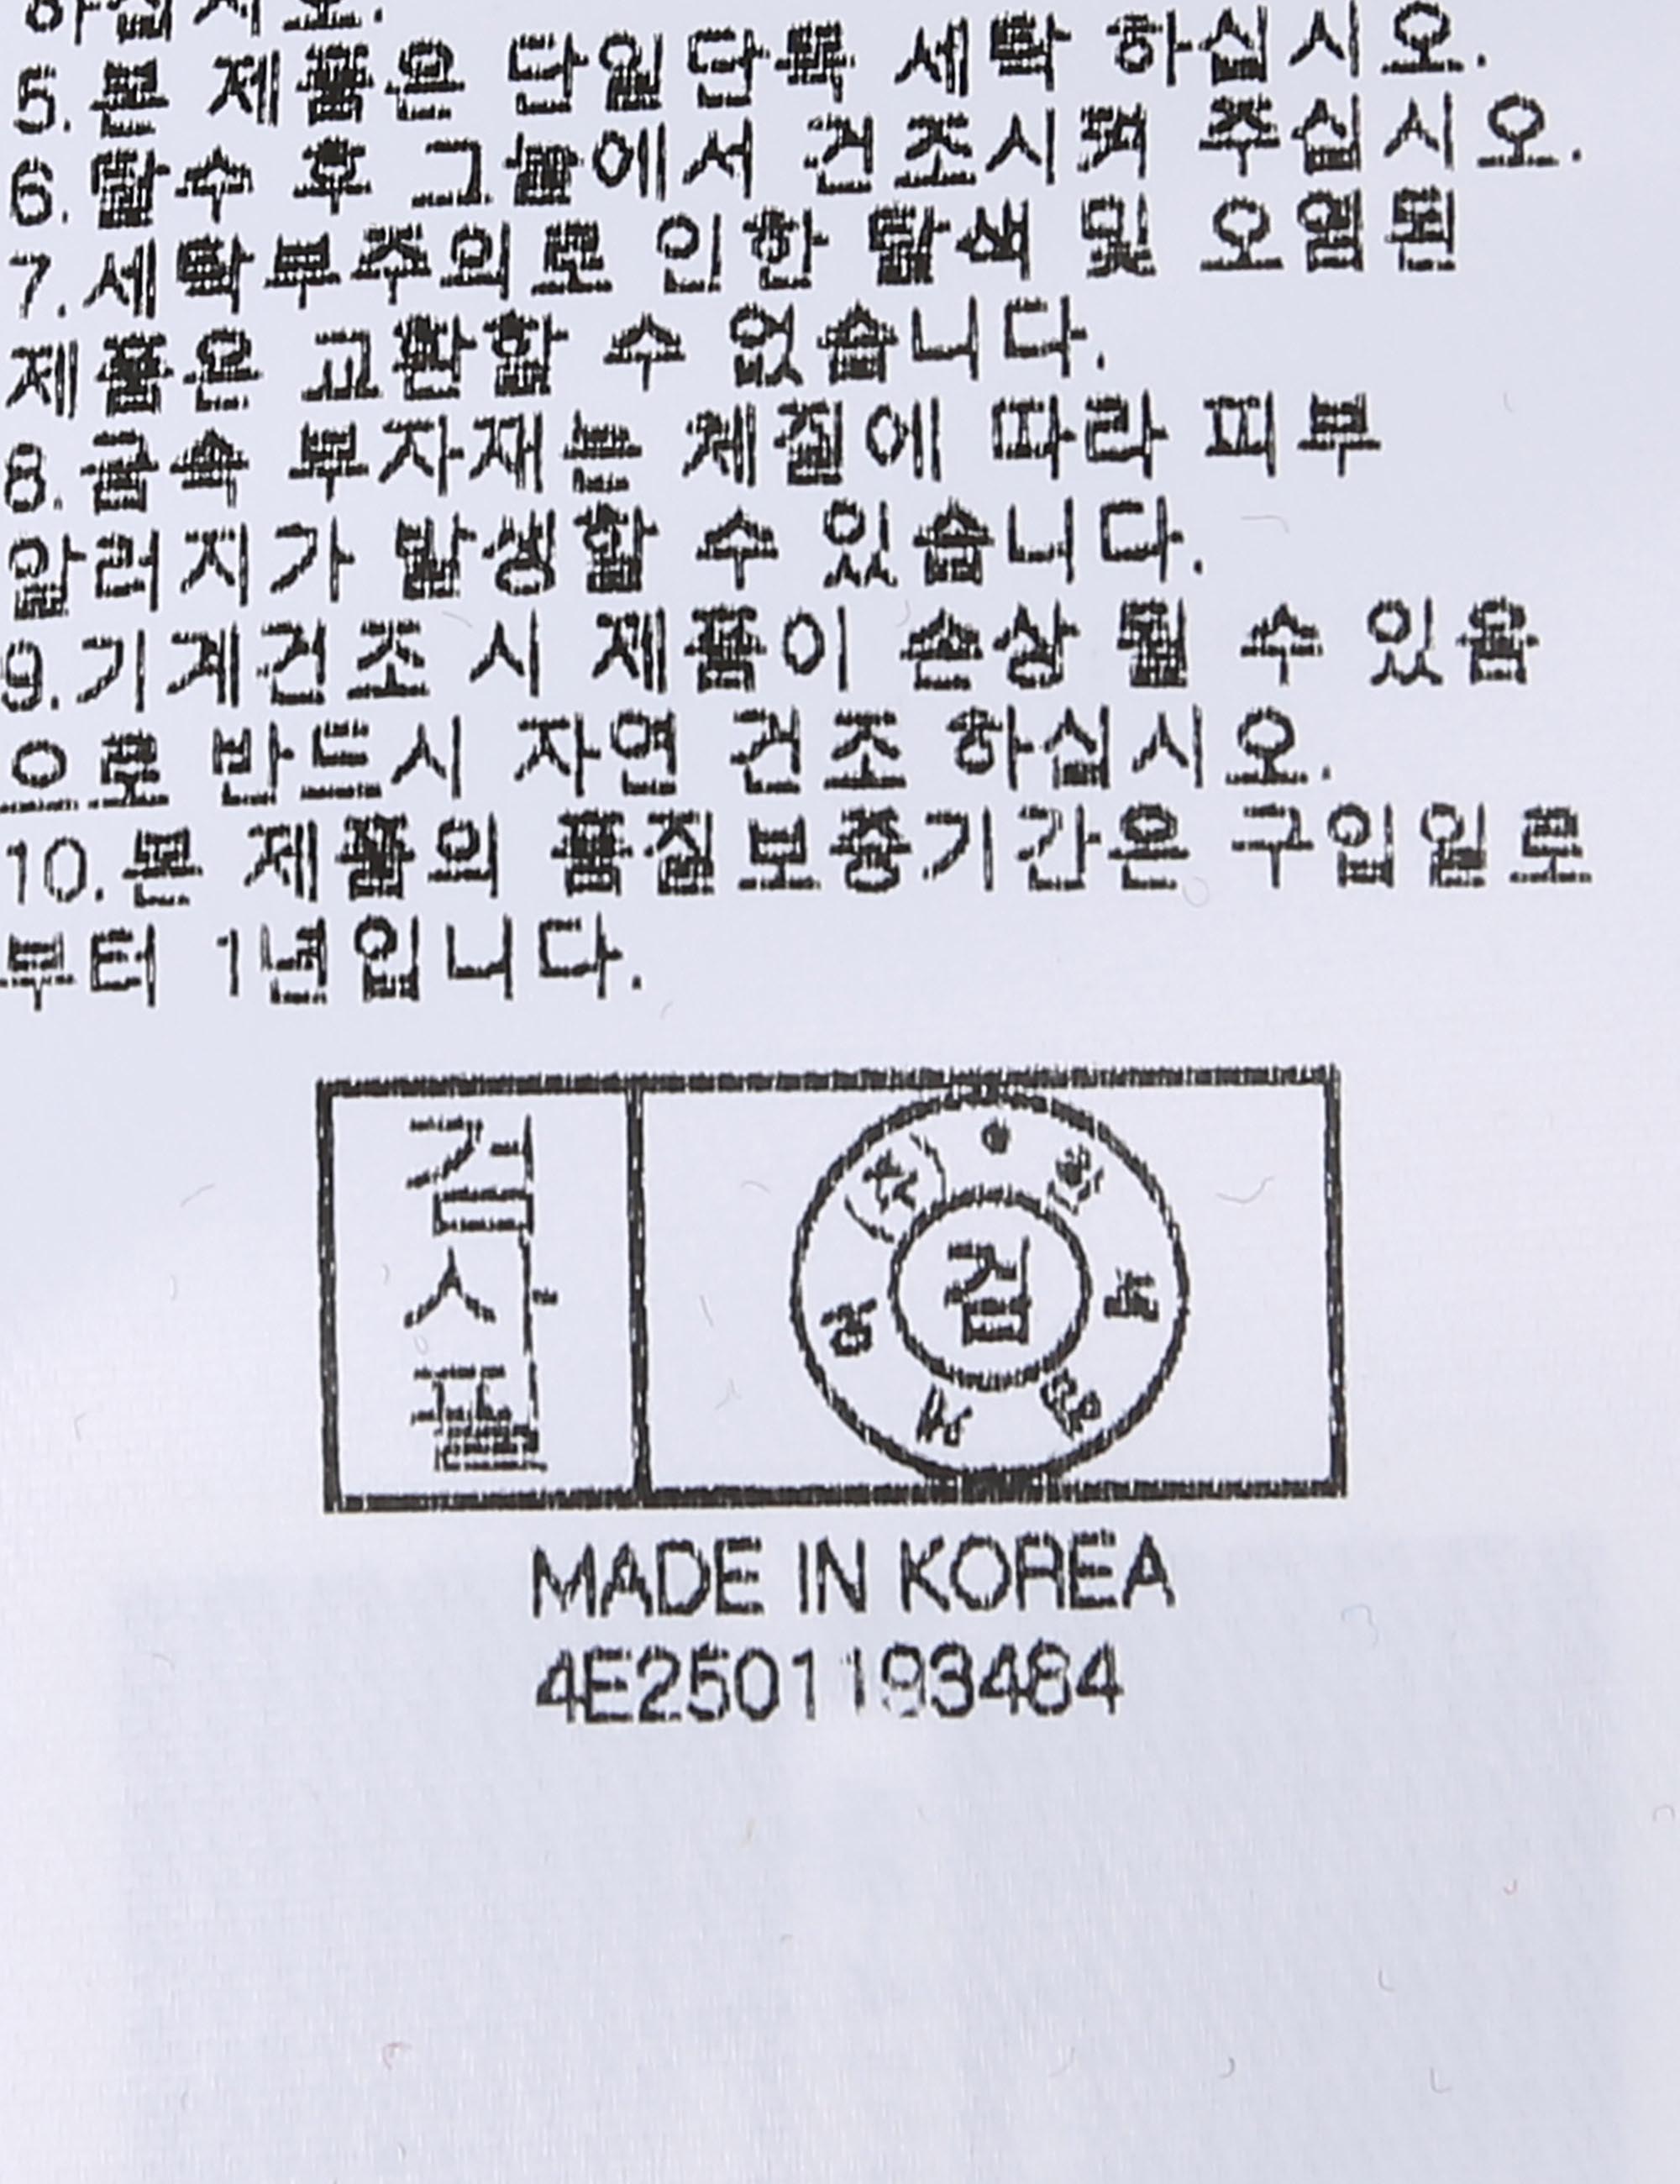 하십시오.
5.본 제품은 단일단독 세탁 하십시오.
6.탈수 후 그늘에서 건조시켜 주십시오.
7.세탁부주의로 인한 탈색 및 오염된
제품은 교환할 수 없습니다.
8.금속 부자재는 체질에 따라 피부
알러지가 발생할 수 있습니다.
9.기계건조 시 제품이 손상 될 수 있음
으로 반드시 자연 건조 하십시오.
10.본 제품의 품질보증기간은 구입일로
부터 1년입니다.
검사필
검
MADE IN KOREA
4E2501193464